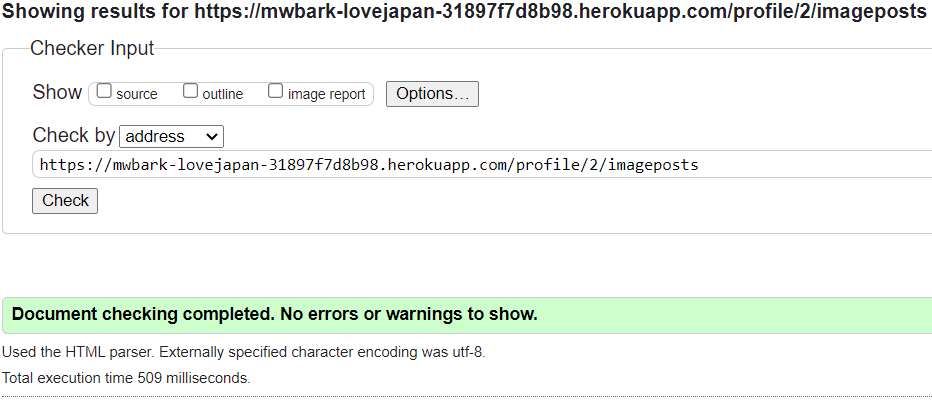 Showing results for https://mwbark-lovejapan-31897f7d8b98.herokuapp.com/profile/2/imageposts
Checker Input
Show source outline image report Options...
Check by address
https://mwbark-lovejapan-31897f7d8b98.herokuapp.com/profile/2/imageposts
Check
Document checking completed. No errors or warnings to show.
Used the HTML parser. Externally specified character encoding was utf-8.
Total execution time 509 milliseconds.